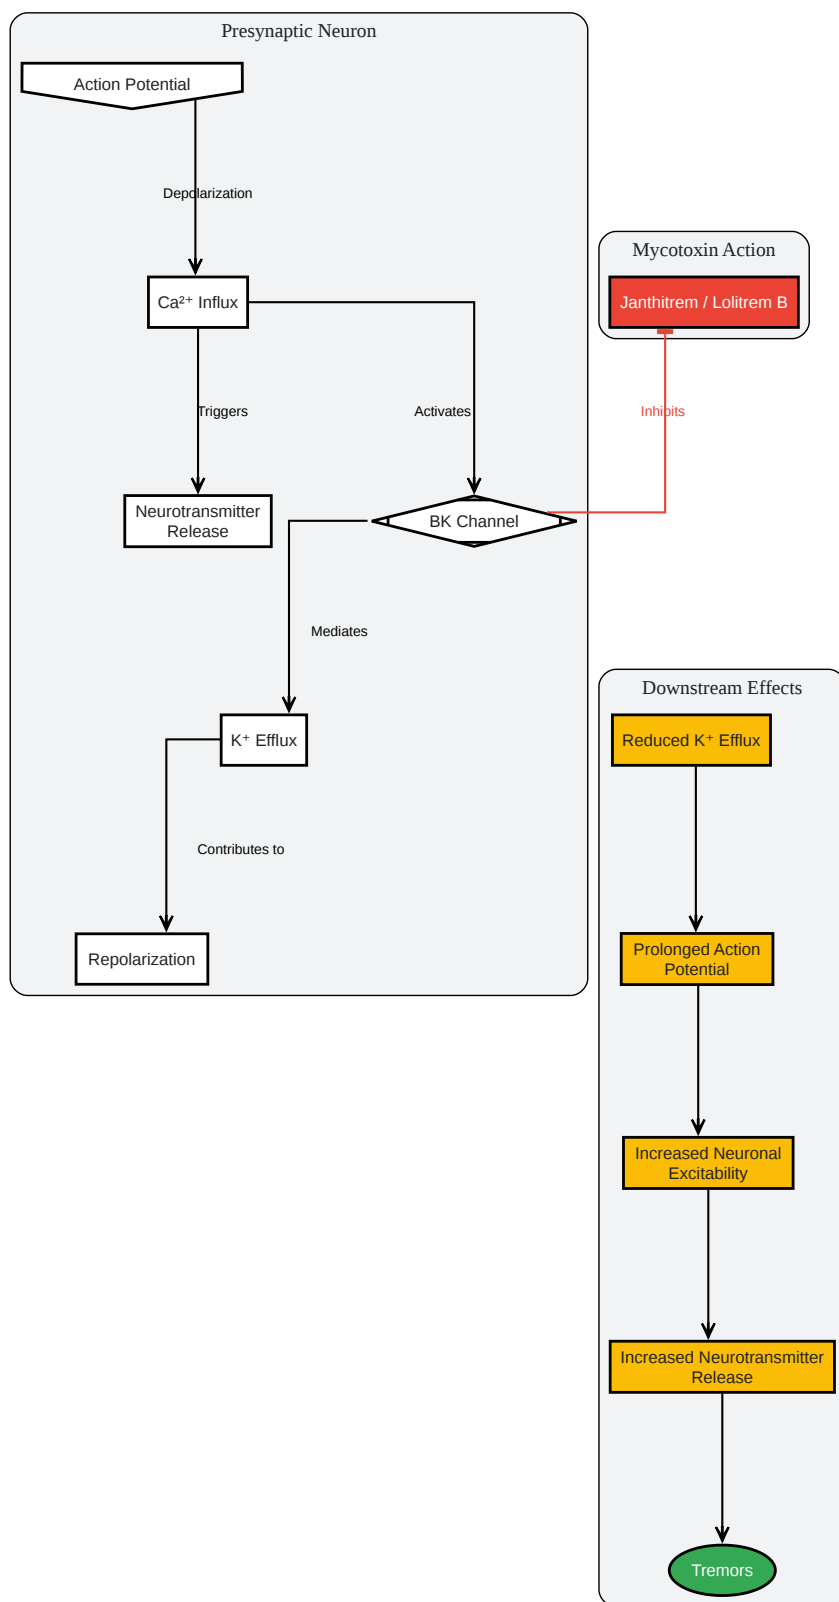 Presynaptic Neuron
Action Potential
Depolarization
Ca²⁺ Influx
Triggers
Activates
Neurotransmitter
Release
BK Channel
Mediates
K⁺ Efflux
Contributes to
Repolarization
Mycotoxin Action
Janthitrem / Lolitrem B
Inhibits
Downstream Effects
Reduced K⁺ Efflux
Prolonged Action
Potential
Increased Neuronal
Excitability
Increased Neurotransmitter
Release
Tremors